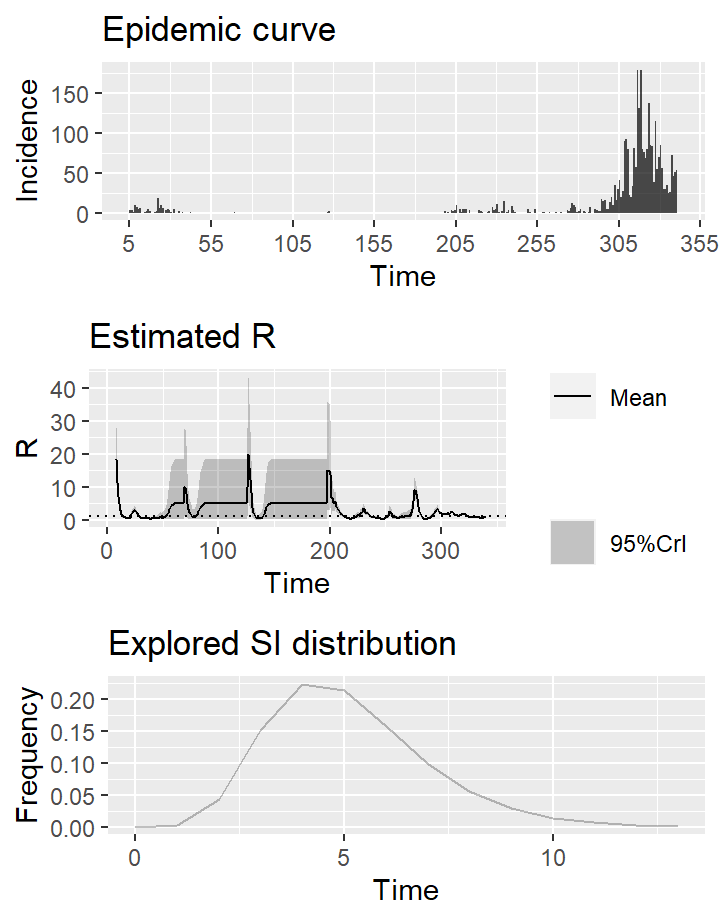 Epidemic curve
Incidence
150
100
50
0
5 55 105 155 205 255 305 355
Time
Estimated R
R
40
30
20
10
0
0 100 200 300
Time
Mean
95%CrI
Explored SI distribution
Frequency
0.20
0.15
0.10
0.05
0.00
0 5 10
Time